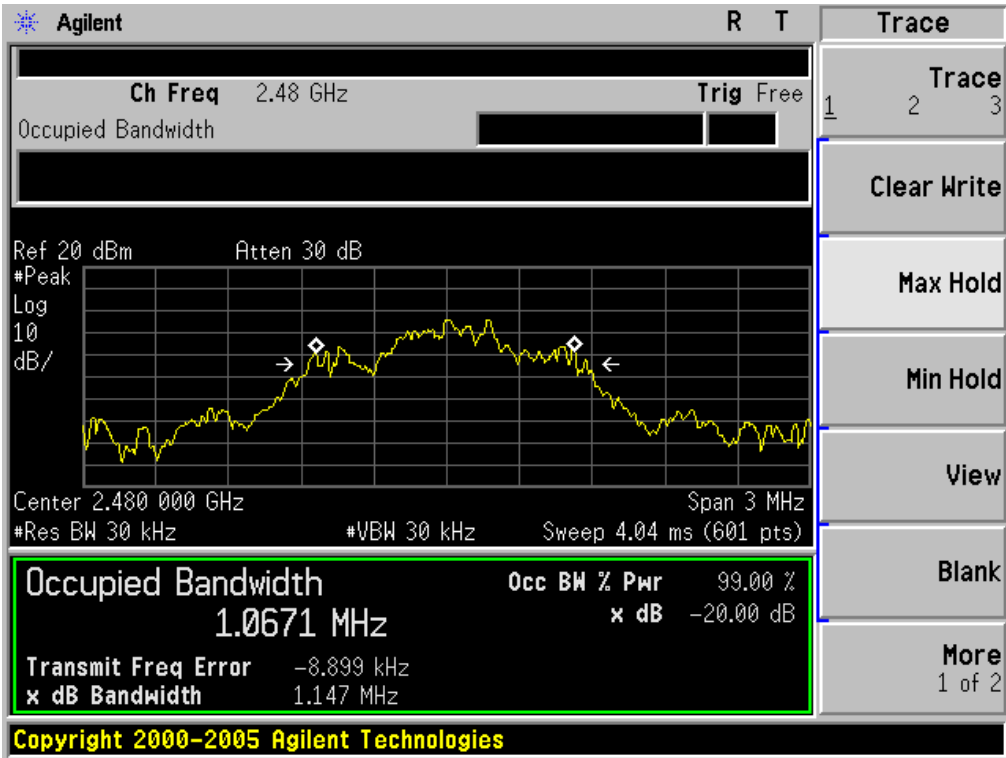 Agilent R T Trace
Ch Freq 2.48 GHz Trig Free
Occupied Bandwidth
Trace
1 2 3
Clear Write
Ref 20 dBm Atten 30 dB
#Peak
Log
10
dB/
Max Hold
Min Hold
View
Center 2.480 000 GHz Span 3 MHz
#Res BW 30 kHz #VBW 30 kHz Sweep 4.04 ms (601 pts)
Occupied Bandwidth Occ BW % Pwr 99.00 %
1.0671 MHz x dB -20.00 dB
Blank
Transmit Freq Error -8.899 kHz
x dB Bandwidth 1.147 MHz
More
1 of 2
Copyright 2000-2005 Agilent Technologies